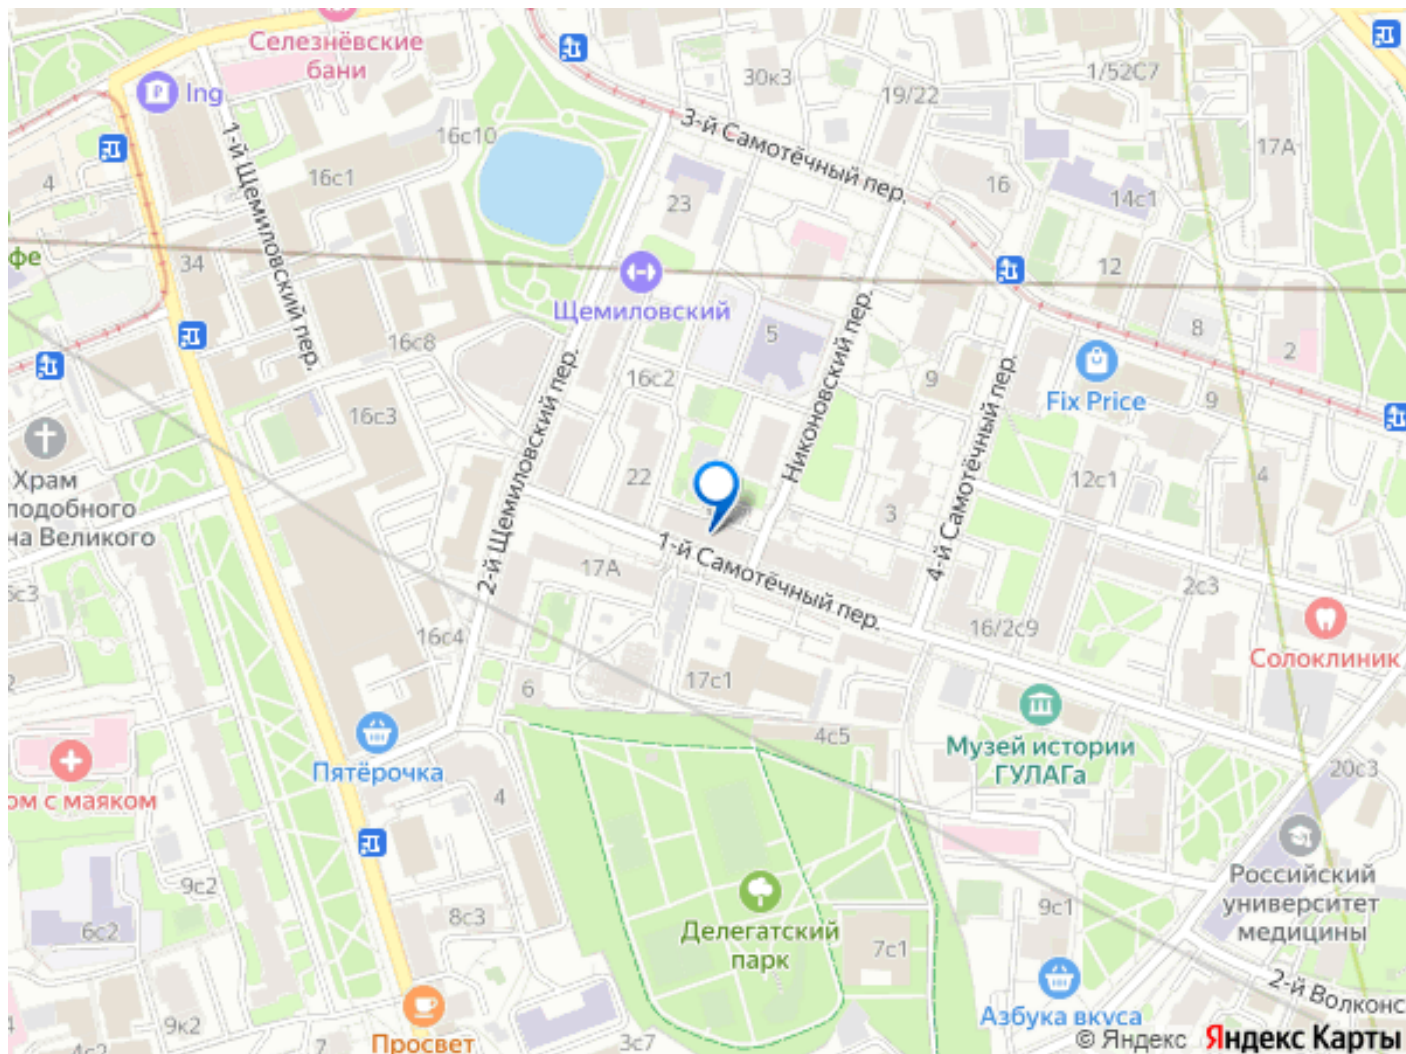 Селезнёвские
бани
Ing
30к3
1/52С7
19/22
16с10
3-й Самотёчный пер.
17А
1-й Щемиловский пер.
4
16с1
23
16
14с1
фе
34
12
Щемиловский
5
8
2
16с8
16с2
9
Fix Price
9
16с3
Никоновский пер.
4-й Самотёчный пер.
2-й Щемиловский пер.
Храм
подобного
на Великого
22
3
12с1
4
1-й Самотёчный пер.
17А
2с3
с3
16с4
16/2с9
Солоклиник
6
17с1
4с5
Музей истории
ГУЛАГа
20с3
Пятёрочка
ом с маяком
4
9с2
Российский
университет
медицины
8с3
6с2
Делегатский
парк
7с1
9с1
2-й Волконс
Азбука вкуса
9к2
7
Просвет
3с7
4с2
© Яндекс Яндекс Карты